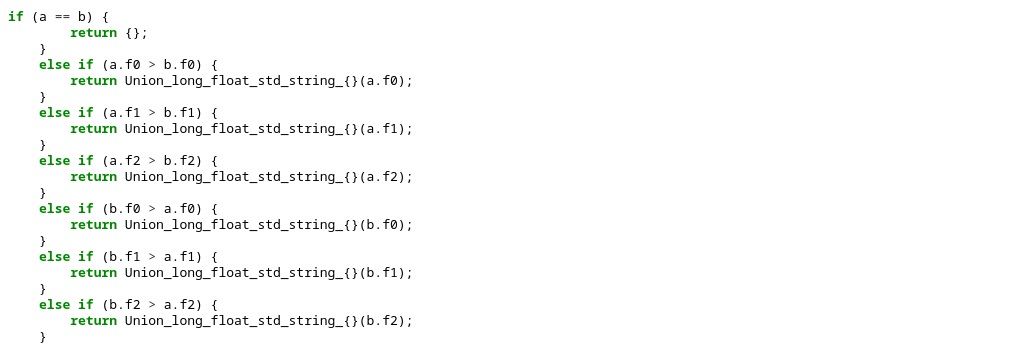 if (a == b) {
        return {};
    }
    else if (a.f0 > b.f0) {
        return Union_long_float_std_string_{}(a.f0);
    }
    else if (a.f1 > b.f1) {
        return Union_long_float_std_string_{}(a.f1);
    }
    else if (a.f2 > b.f2) {
        return Union_long_float_std_string_{}(a.f2);
    }
    else if (b.f0 > a.f0) {
        return Union_long_float_std_string_{}(b.f0);
    }
    else if (b.f1 > a.f1) {
        return Union_long_float_std_string_{}(b.f1);
    }
    else if (b.f2 > a.f2) {
        return Union_long_float_std_string_{}(b.f2);
    }